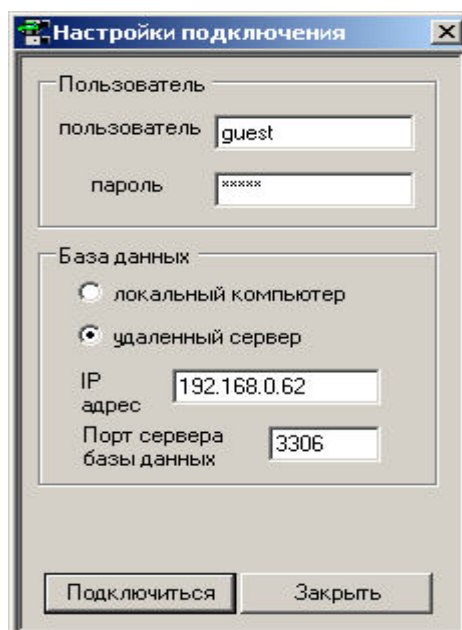 Настройки подключения
Пользователь
пользователь guest
пароль *****
База данных
локальный компьютер
удаленный сервер
IP адрес 192.168.0.62
Порт сервера базы данных 3306
Подключиться Закрыть